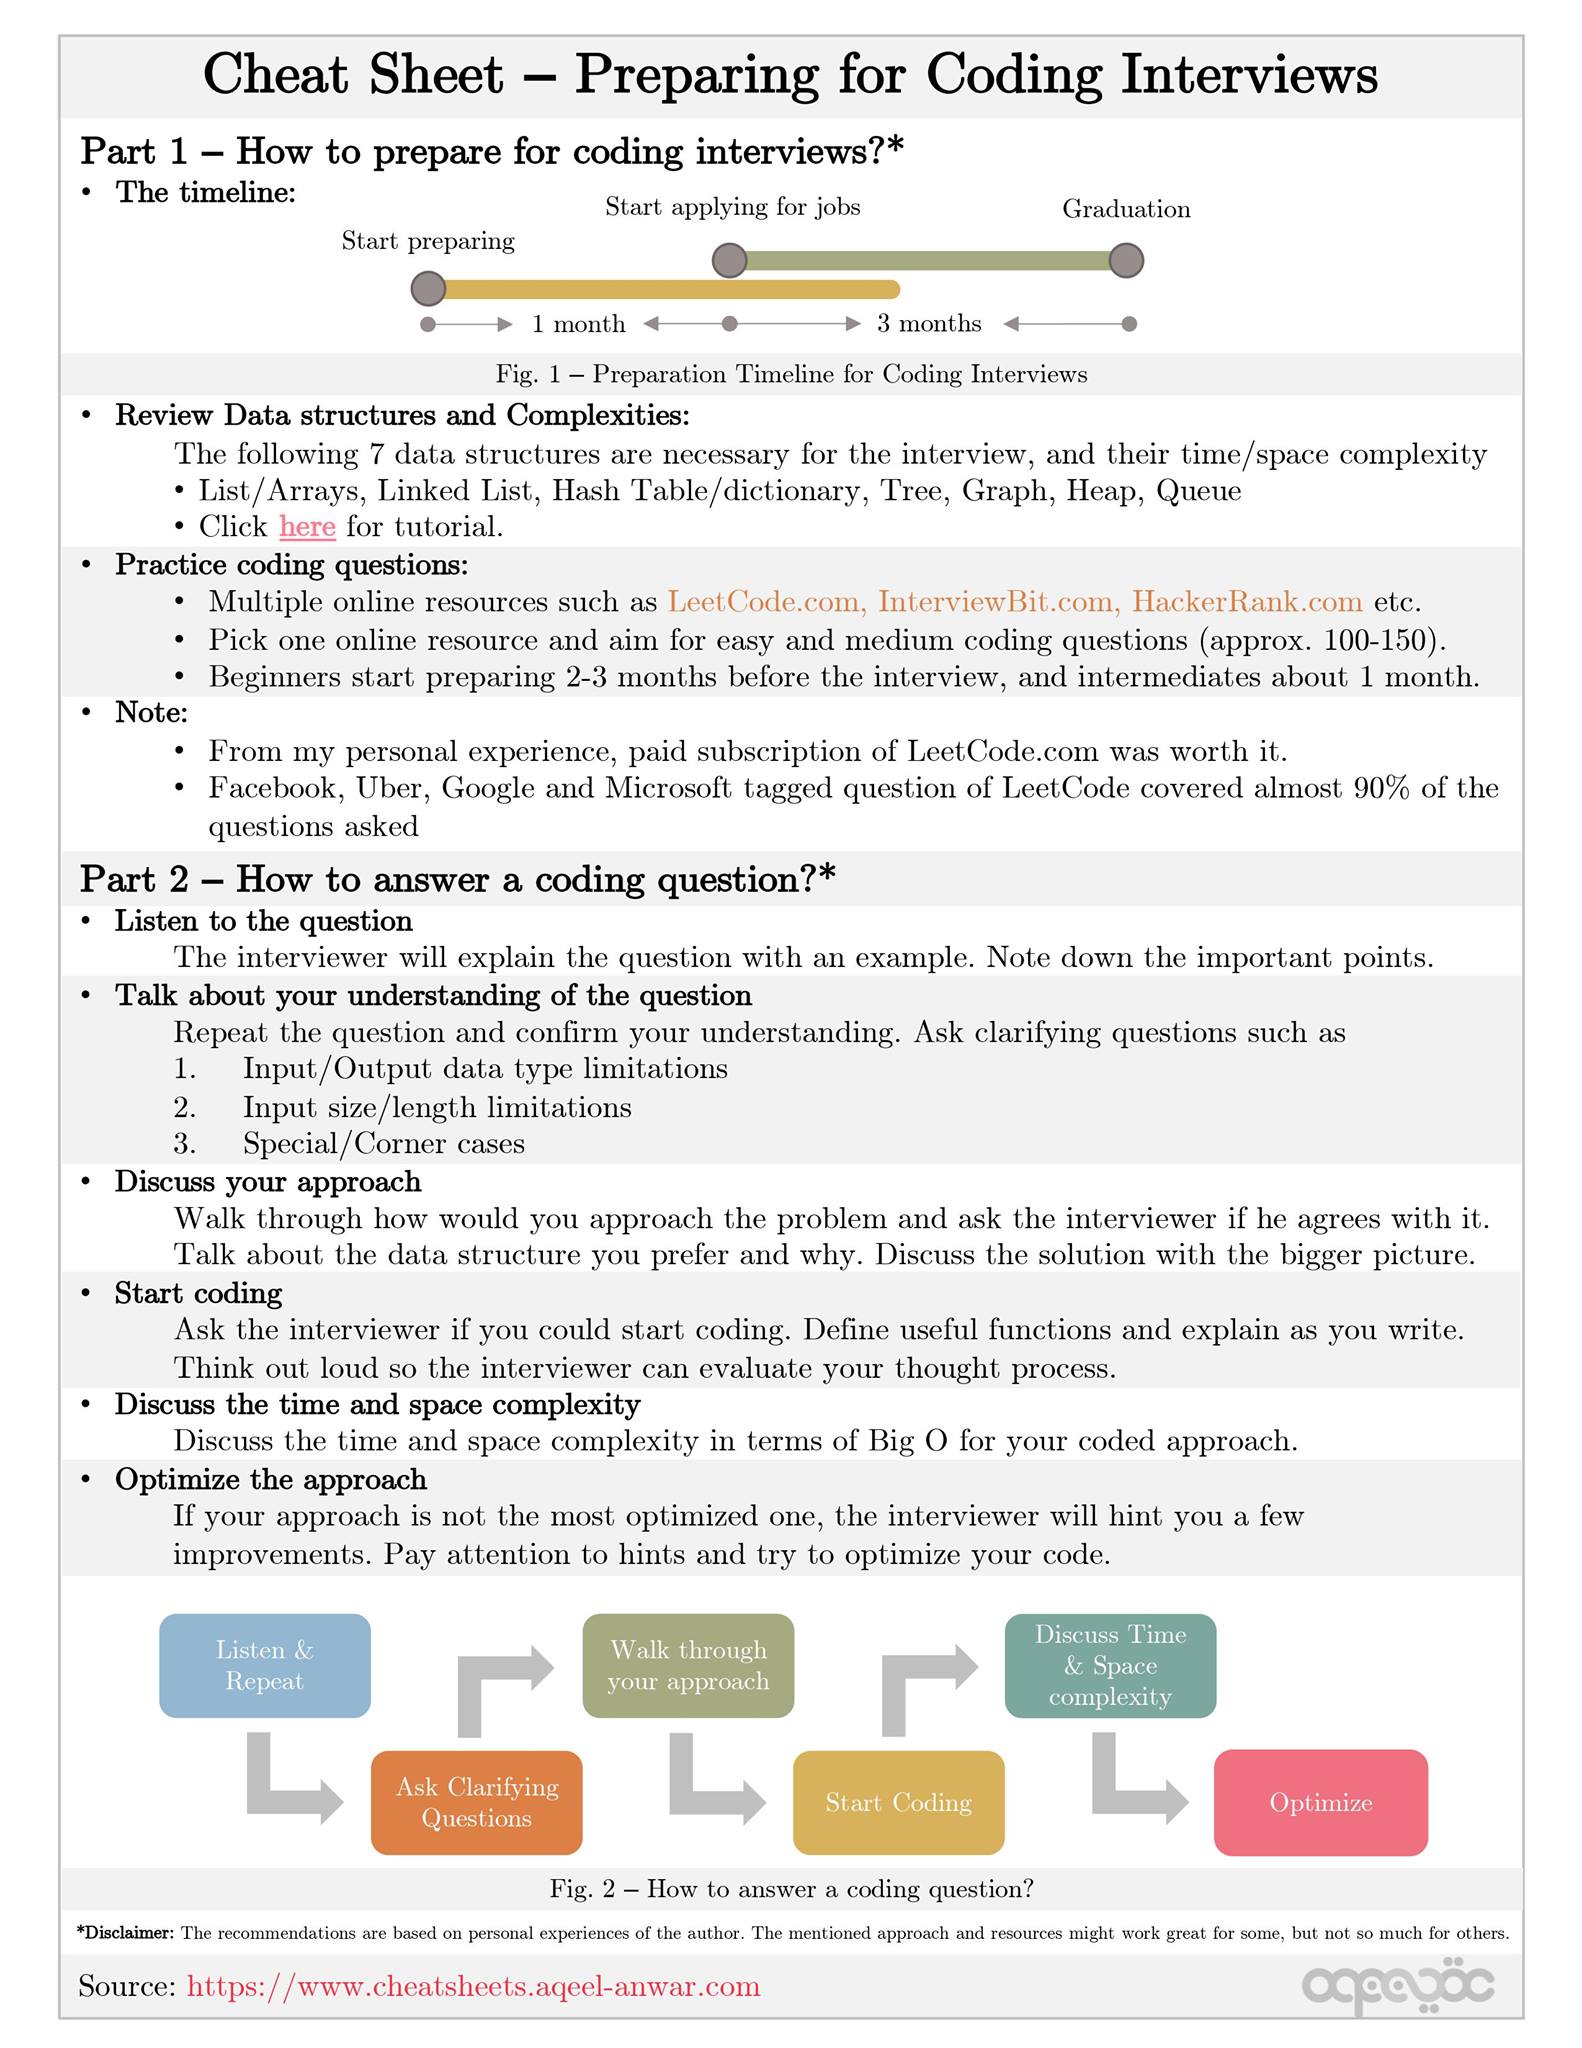 Cheat Sheet – Preparing for Coding Interviews
Part 1 – How to prepare for coding interviews?*
• The timeline:
Start applying for jobs
Graduation
Start preparing
1 month
3 months
Fig. 1 – Preparation Timeline for Coding Interviews
• Review Data structures and Complexities:
The following 7 data structures are necessary for the interview, and their time/space complexity
• List/Arrays, Linked List, Hash Table/dictionary, Tree, Graph, Heap, Queue
• Click here for tutorial.
• Practice coding questions:
• Multiple online resources such as LeetCode.com, InterviewBit.com, HackerRank.com etc.
• Pick one online resource and aim for easy and medium coding questions (approx. 100-150).
• Beginners start preparing 2-3 months before the interview, and intermediates about 1 month.
• Note:
• From my personal experience, paid subscription of LeetCode.com was worth it.
• Facebook, Uber, Google and Microsoft tagged question of LeetCode covered almost 90% of the
questions asked
Part 2 – How to answer a coding question?*
• Listen to the question
The interviewer will explain the question with an example. Note down the important points.
• Talk about your understanding of the question
Repeat the question and confirm your understanding. Ask clarifying questions such as
1. Input/Output data type limitations
2. Input size/length limitations
3. Special/Corner cases
• Discuss your approach
Walk through how would you approach the problem and ask the interviewer if he agrees with it.
Talk about the data structure you prefer and why. Discuss the solution with the bigger picture.
• Start coding
Ask the interviewer if you could start coding. Define useful functions and explain as you write.
Think out loud so the interviewer can evaluate your thought process.
• Discuss the time and space complexity
Discuss the time and space complexity in terms of Big O for your coded approach.
• Optimize the approach
If your approach is not the most optimized one, the interviewer will hint you a few
improvements. Pay attention to hints and try to optimize your code.
Listen &
Repeat
Ask Clarifying
Questions
Walk through
your approach
Start Coding
Discuss Time
& Space
complexity
Optimize
Fig. 2 – How to answer a coding question?
*Disclaimer: The recommendations are based on personal experiences of the author. The mentioned approach and resources might work great for some, but not so much for others.
Source: https://www.cheatsheets.aqeel-anwar.com